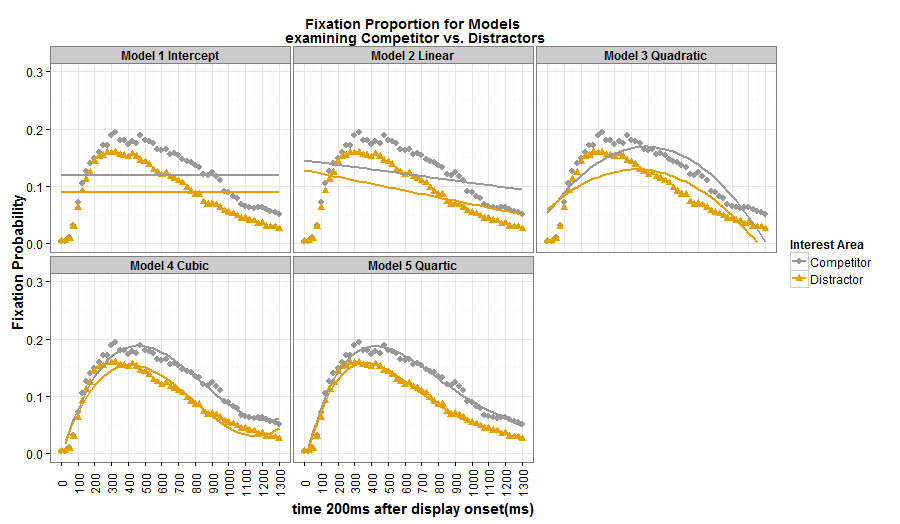 Fixation Proportion for Models
examining Competitor vs. Distractors
Model 1 Intercept
Model 2 Linear
Model 3 Quadratic
0.3
0.2
0.1
0.0
Model 4 Cubic
Model 5 Quartic
0.3
0.2
0.1
0.0
Fixation Probability
0 100 200 300 400 500 600 700 800 900 1000 1100 1200 1300
0 100 200 300 400 500 600 700 800 900 1000 1100 1200 1300
time 200ms after display onset(ms)
Interest Area
Competitor
Distractor